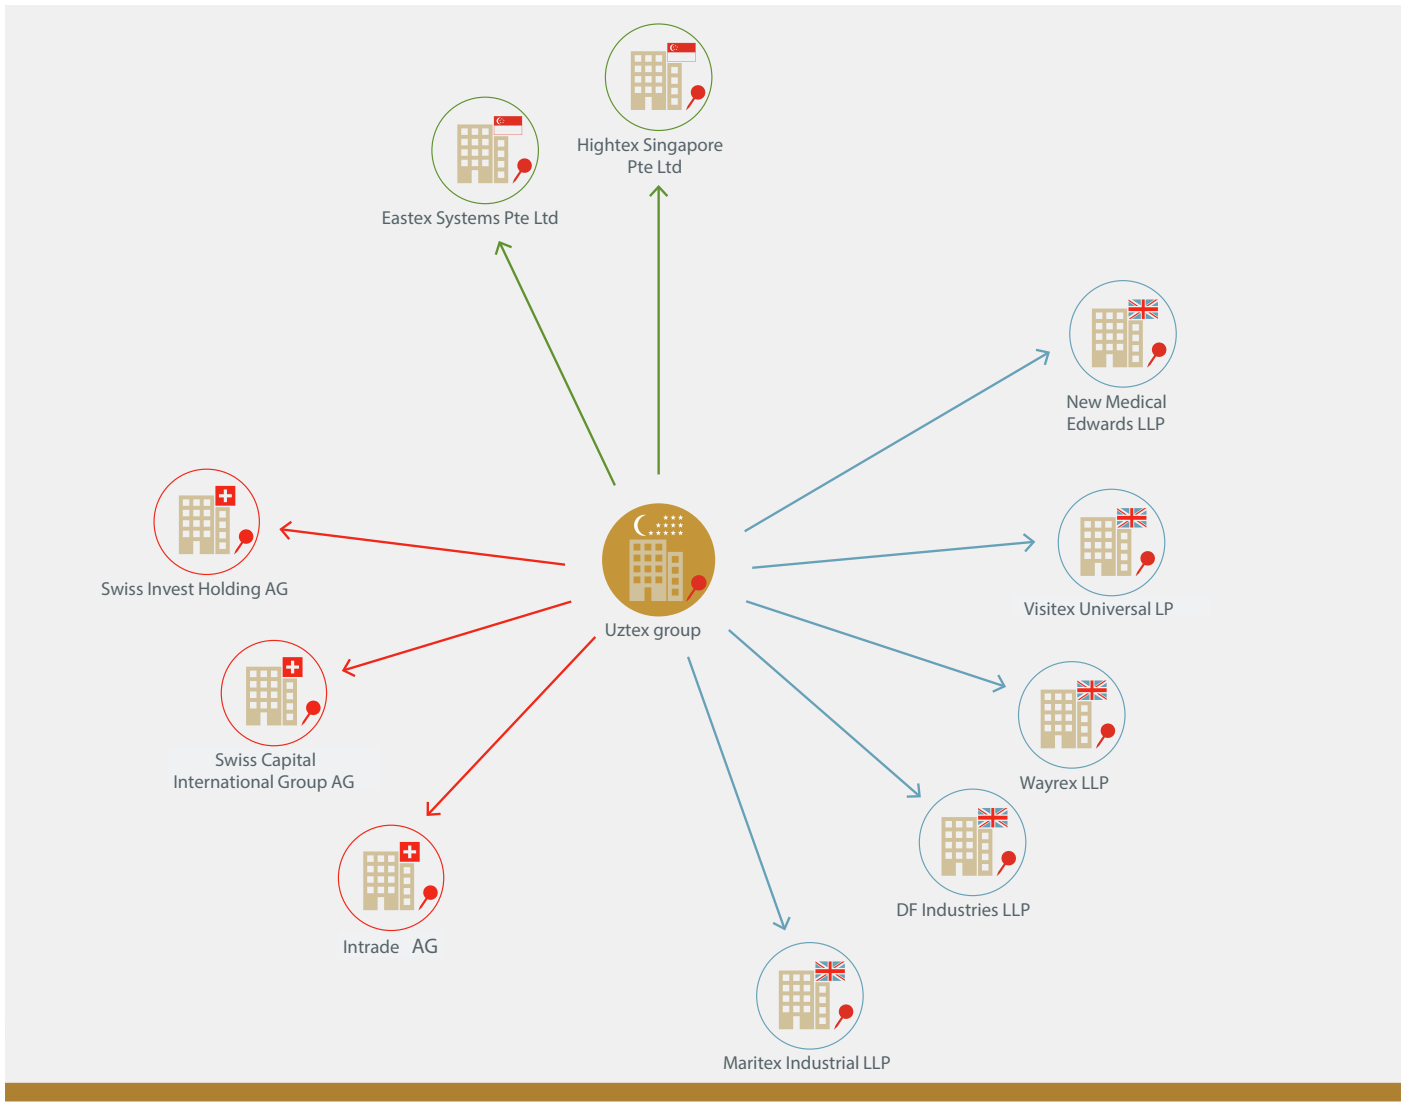 Hightex Singapore
Pte Ltd
Eastex Systems Pte Ltd
New Medical
Edwards LLP
Swiss Invest Holding AG
Visitex Universal LP
Uztex group
Swiss Capital
International Group AG
Wayrex LLP
DF Industries LLP
Intrade AG
Maritex Industrial LLP